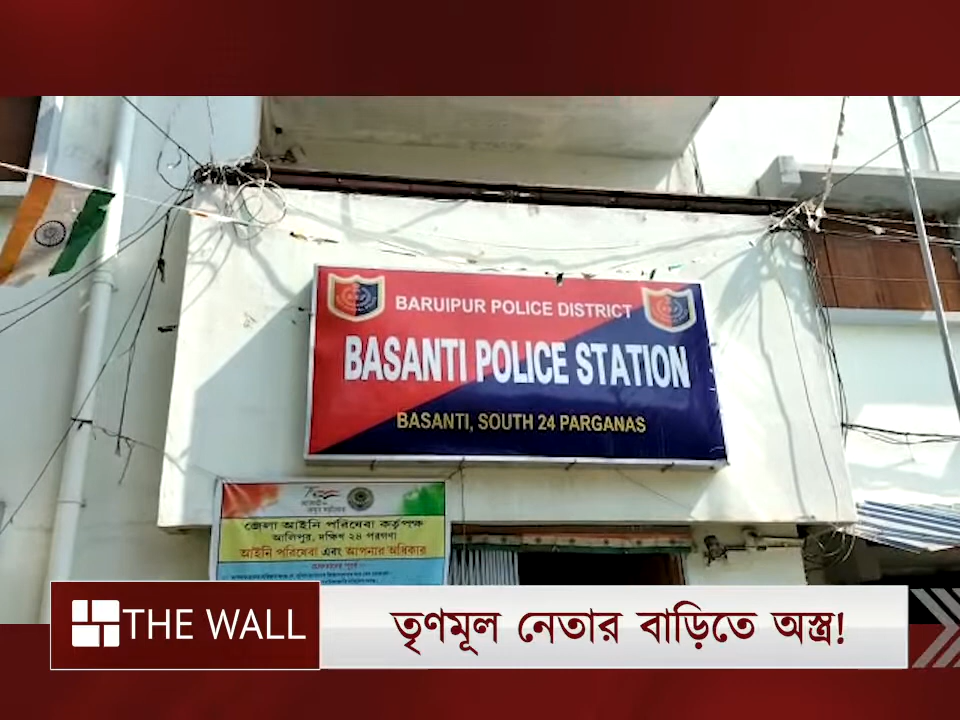 BARUIPUR POLICE DISTRICT
BASANTI POLICE STATION
BASANTI, SOUTH 24 PARGANAS
জেলা আইনি পরিষেবা কর্তৃপক্ষ
আলিপুর, দক্ষিণ ২৪ পরগণা
আইনি পরিষেবা এবং আপনার অধিকার
THE WALL
তৃণমূল নেতার বাড়িতে অস্ত্র!